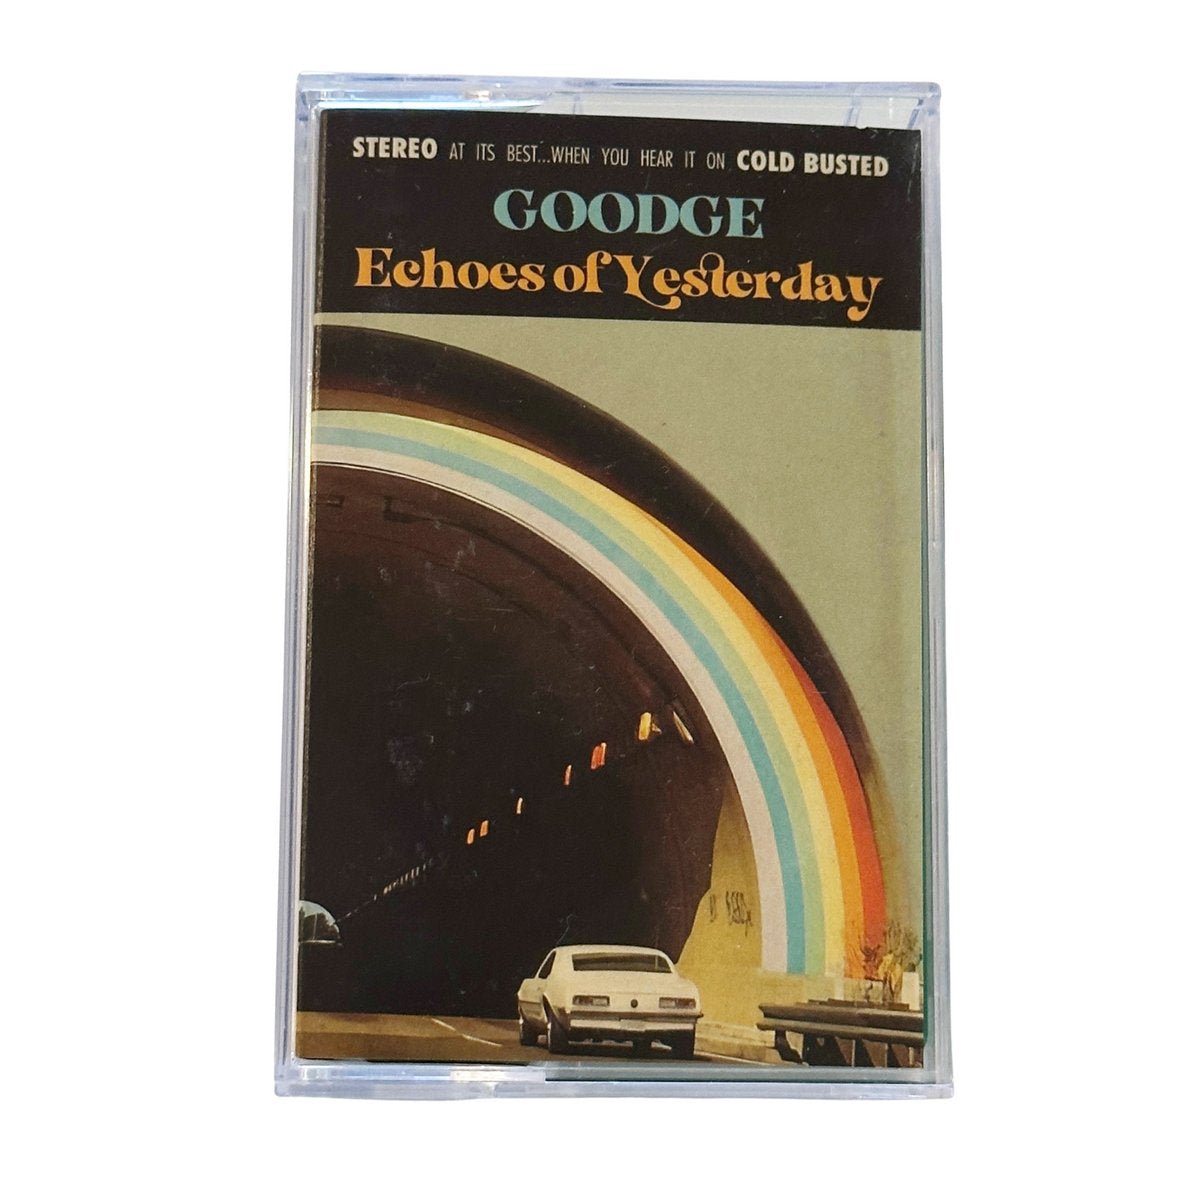 STEREO AT ITS BEST...WHEN YOU HEAR IT ON COLD BUSTED
GOODGE
Echoes of Yesterday